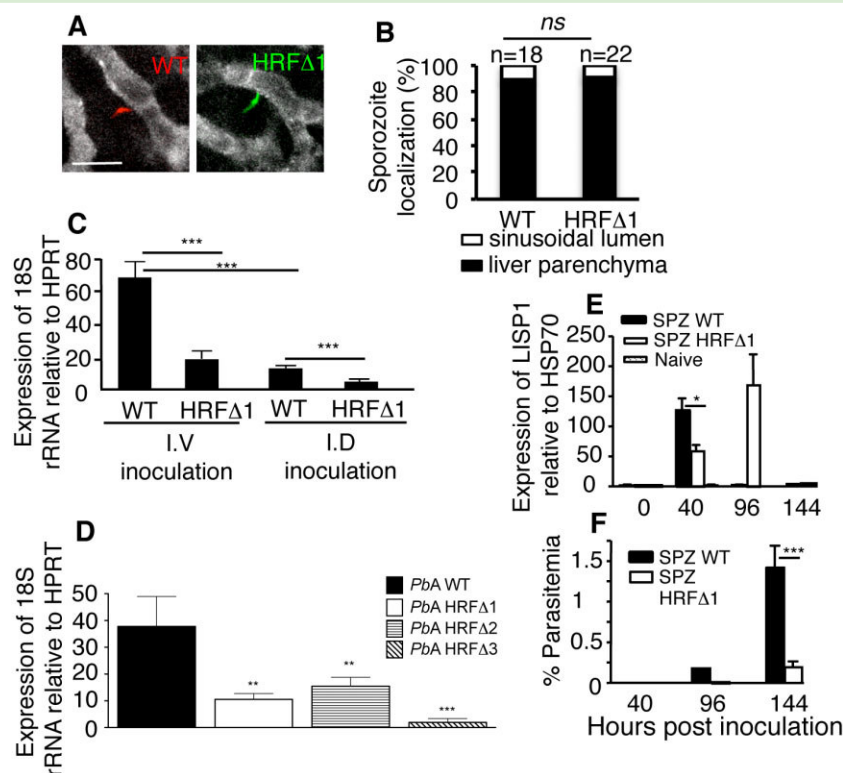 A
WT
HRFΔ1
B
ns
n=18
n=22
100
80
60
40
20
0
Sporozoite
localization (%)
WT
HRFΔ1
sinusoidal lumen
liver parenchyma
C
Expression of 18S
rRNA relative to HPRT
80
60
40
20
0
***
***
***
WT
HRFΔ1
WT
HRFΔ1
I.V
inoculation
I.D
inoculation
D
Expression of 18S
rRNA relative to HPRT
50
40
30
20
10
0
**
**
***
PbA WT
PbA HRFΔ1
PbA HRFΔ2
PbA HRFΔ3
E
SPZ WT
SPZ HRFΔ1
Naive
Expression of LISP1
relative to HSP70
250
200
150
100
50
0
*
0
40
96
144
F
SPZ WT
SPZ
HRFΔ1
% Parasitemia
1.5
1
0.5
0
***
40
96
144
Hours post inoculation